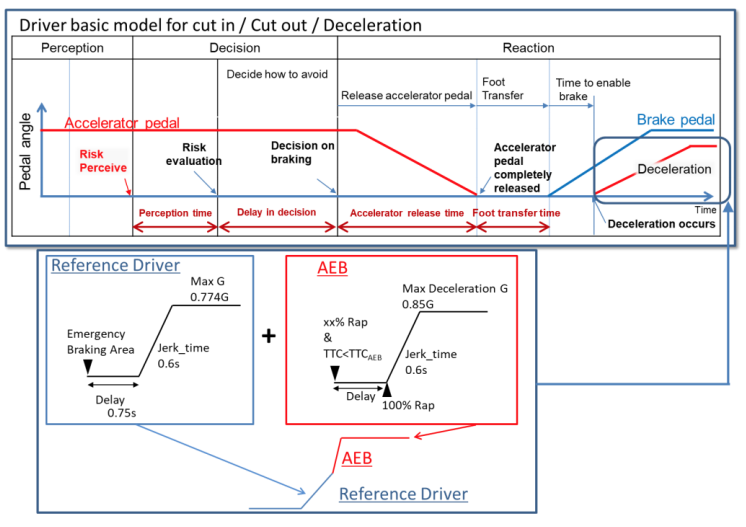 Driver basic model for cut in / Cut out / Deceleration
Perception
Decision
Reaction
Decide how to avoid
Release accelerator pedal
Foot
Transfer
Time to enable
brake
Pedal angle
Accelerator pedal
Brake pedal
Risk
Perceive
Risk
evaluation
Decision on
braking
Accelerator
pedal
completely
released
Deceleration
Time
Perception time
Delay in decision
Accelerator release time
Foot transfer time
Deceleration occurs
Reference Driver
Max G
0.774G
Emergency
Braking Area
Jerk_time
0.6s
Delay
0.75s
+
AEB
Max Deceleration G
0.85G
xx% Rap
&
TTC<TTCAEB
Jerk_time
0.6s
Delay
100% Rap
AEB
Reference Driver